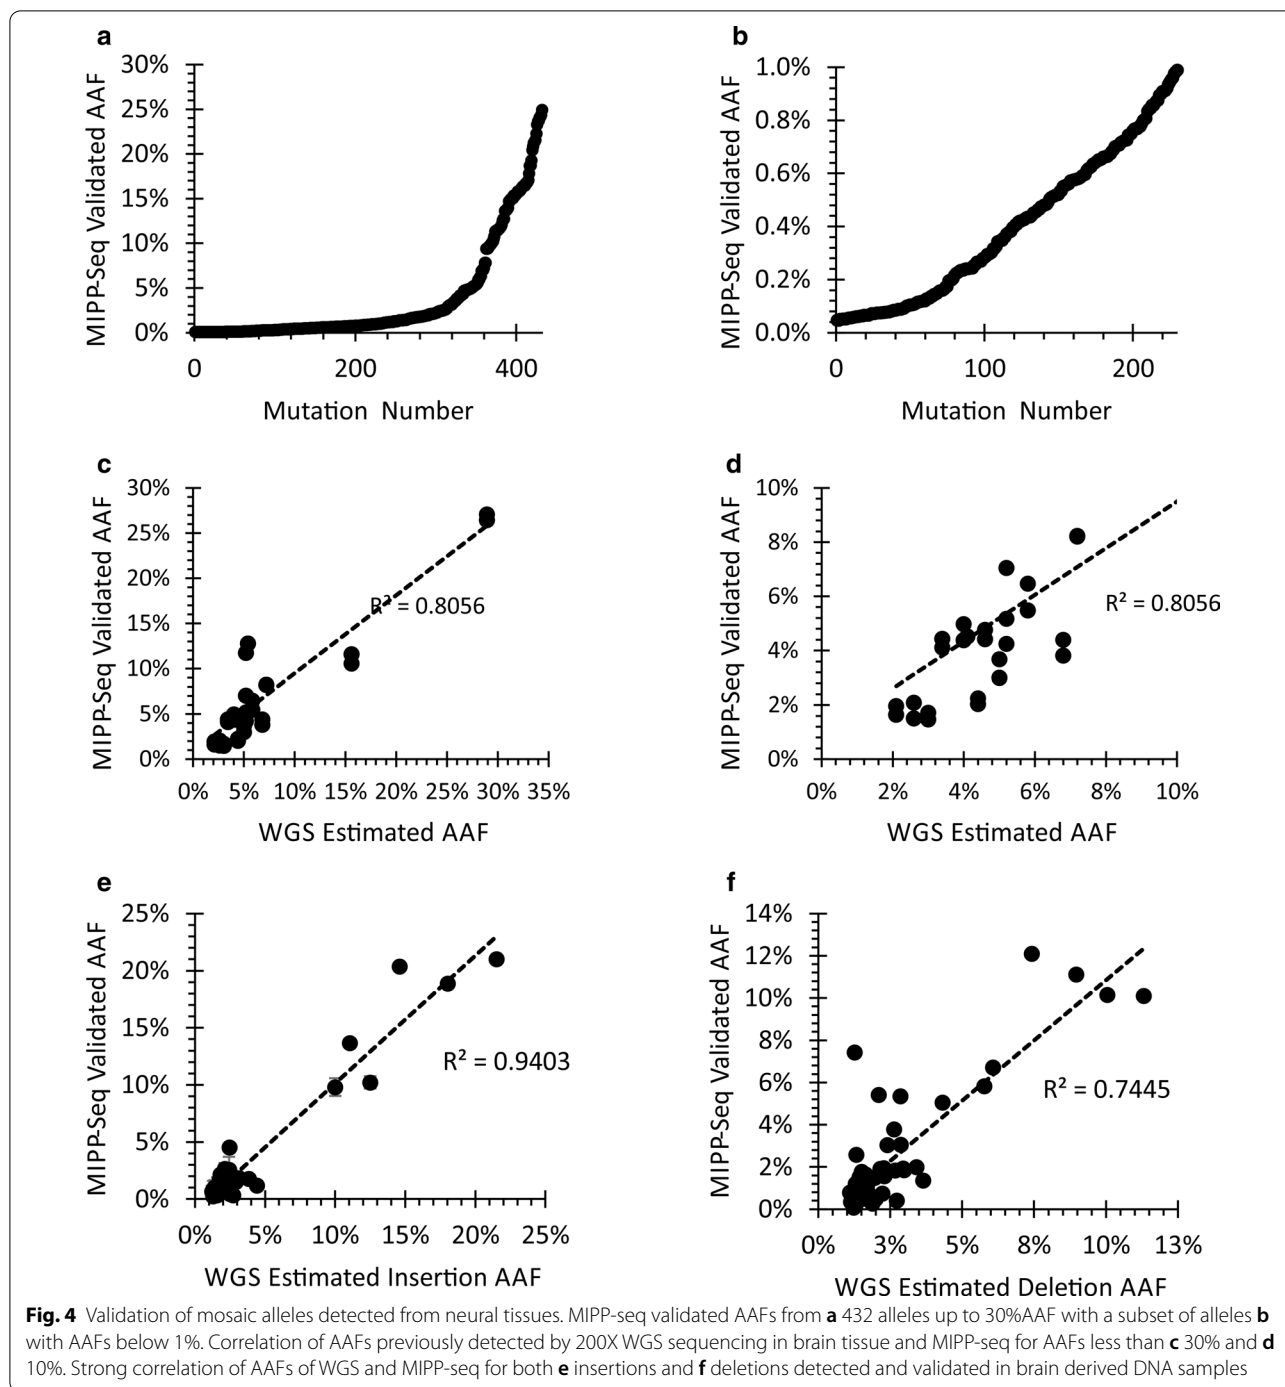 a
MIPP-Seq Validated AAF
30%
25%
20%
15%
10%
5%
0%
0 200 400
Mutation Number
b
MIPP-Seq Validated AAF
1.0%
0.8%
0.6%
0.4%
0.2%
0.0%
0 100 200
Mutation Number
c
MIPP-Seq Validated AAF
30%
25%
20%
15%
10%
5%
0%
R² = 0.8056
0% 5% 10% 15% 20% 25% 30% 35%
WGS Estimated AAF
d
MIPP-Seq Validated AAF
10%
8%
6%
4%
2%
0%
R² = 0.8056
0% 2% 4% 6% 8% 10%
WGS Estimated AAF
e
MIPP-Seq Validated AAF
25%
20%
15%
10%
5%
0%
R² = 0.9403
0% 5% 10% 15% 20% 25%
WGS Estimated Insertion AAF
f
MIPP-Seq Validated AAF
14%
12%
10%
8%
6%
4%
2%
0%
R² = 0.7445
0% 3% 5% 8% 10% 13%
WGS Estimated Deletion AAF
Fig. 4 Validation of mosaic alleles detected from neural tissues. MIPP-seq validated AAFs from a 432 alleles up to 30%AAF with a subset of alleles b
with AAFs below 1%. Correlation of AAFs previously detected by 200X WGS sequencing in brain tissue and MIPP-seq for AAFs less than c 30% and d
10%. Strong correlation of AAFs of WGS and MIPP-seq for both e insertions and f deletions detected and validated in brain derived DNA samples